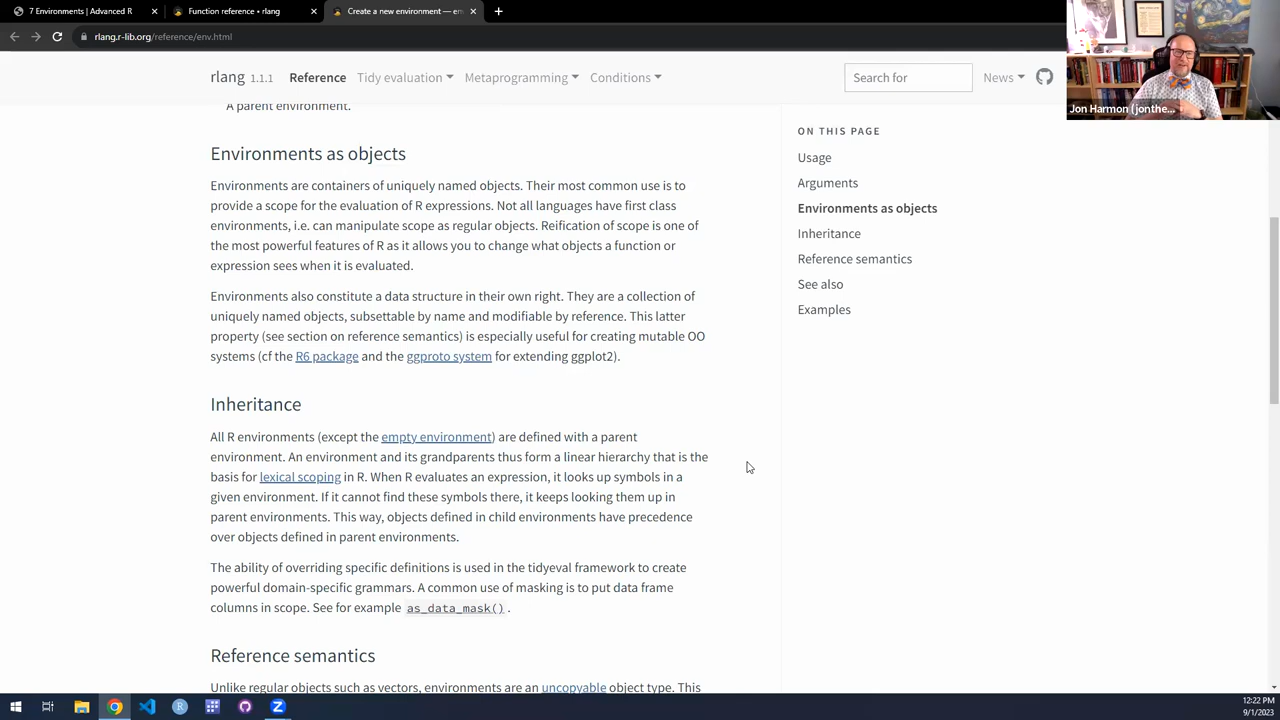 7 Environments | Advanced R
Function reference • rlang
Create a new environment — en
rlang.r-lib.org/reference/env.html
rlang 1.1.1 Reference Tidy evaluation Metaprogramming Conditions Search for News
Jon Harmon (jonthe...
A parent environment.
Environments as objects
Environments are containers of uniquely named objects. Their most common use is to
provide a scope for the evaluation of R expressions. Not all languages have first class
environments, i.e. can manipulate scope as regular objects. Reification of scope is one of
the most powerful features of R as it allows you to change what objects a function or
expression sees when it is evaluated.
Environments also constitute a data structure in their own right. They are a collection of
uniquely named objects, subsettable by name and modifiable by reference. This latter
property (see section on reference semantics) is especially useful for creating mutable OO
systems (cf the R6 package and the ggproto system for extending ggplot2).
Inheritance
All R environments (except the empty environment) are defined with a parent
environment. An environment and its grandparents thus form a linear hierarchy that is the
basis for lexical scoping in R. When R evaluates an expression, it looks up symbols in a
given environment. If it cannot find these symbols there, it keeps looking them up in
parent environments. This way, objects defined in child environments have precedence
over objects defined in parent environments.
The ability of overriding specific definitions is used in the tidyeval framework to create
powerful domain-specific grammars. A common use of masking is to put data frame
columns in scope. See for example as_data_mask() .
Reference semantics
Unlike regular objects such as vectors, environments are an uncopyable object type. This
ON THIS PAGE
Usage
Arguments
Environments as objects
Inheritance
Reference semantics
See also
Examples
12:22 PM
9/1/2023